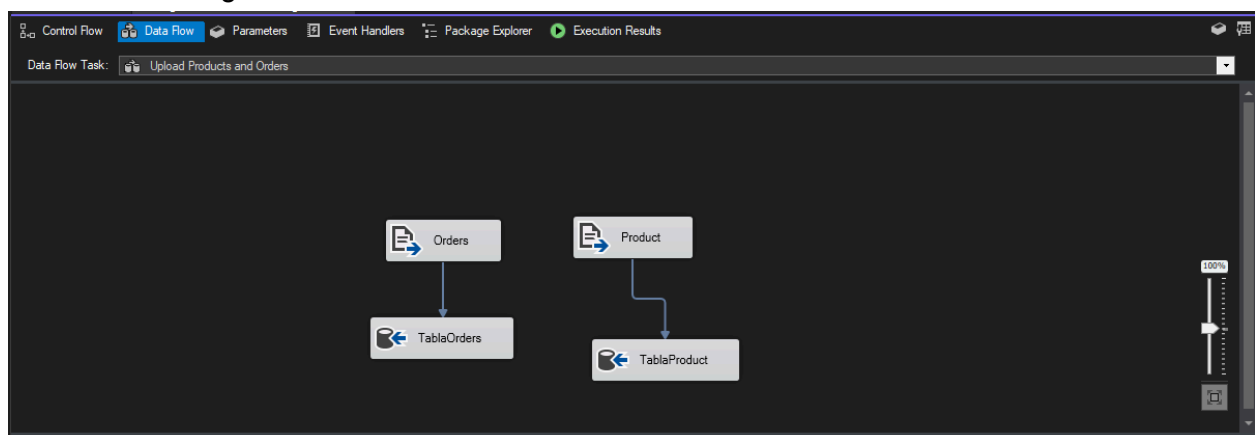 Control Flow Data Flow Parameters Event Handlers Package Explorer Execution Results
Data Flow Task: Upload Products and Orders
Orders Product
100%
TablaOrders
TablaProduct